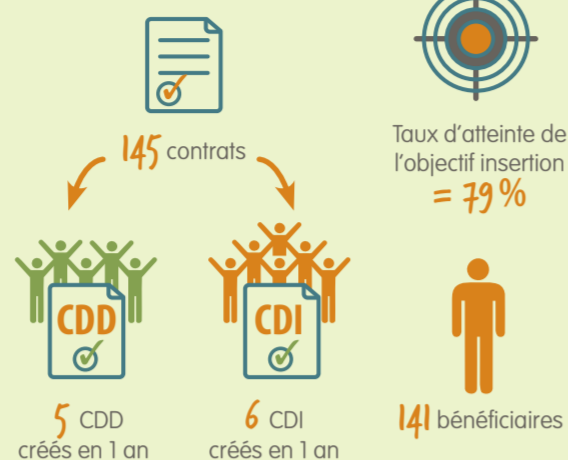 145 contrats
Taux d'atteinte de
l'objectif insertion
= 79 %
CDD
CDI
5 CDD
créés en 1 an
6 CDI
créés en 1 an
141 bénéficiaires